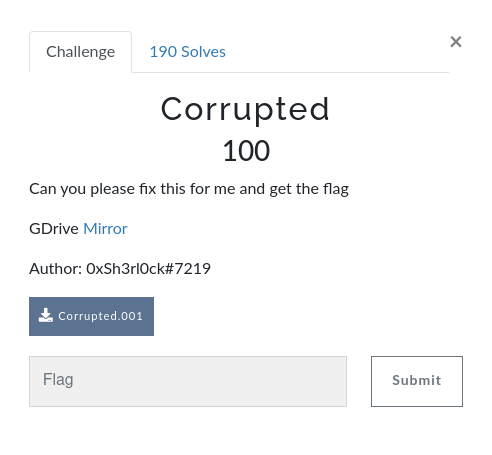 Challenge
190 Solves
×
Corrupted
100
Can you please fix this for me and get the flag
GDrive Mirror
Author: 0xSh3rl0ck#7219
Corrupted.001
Flag
Submit